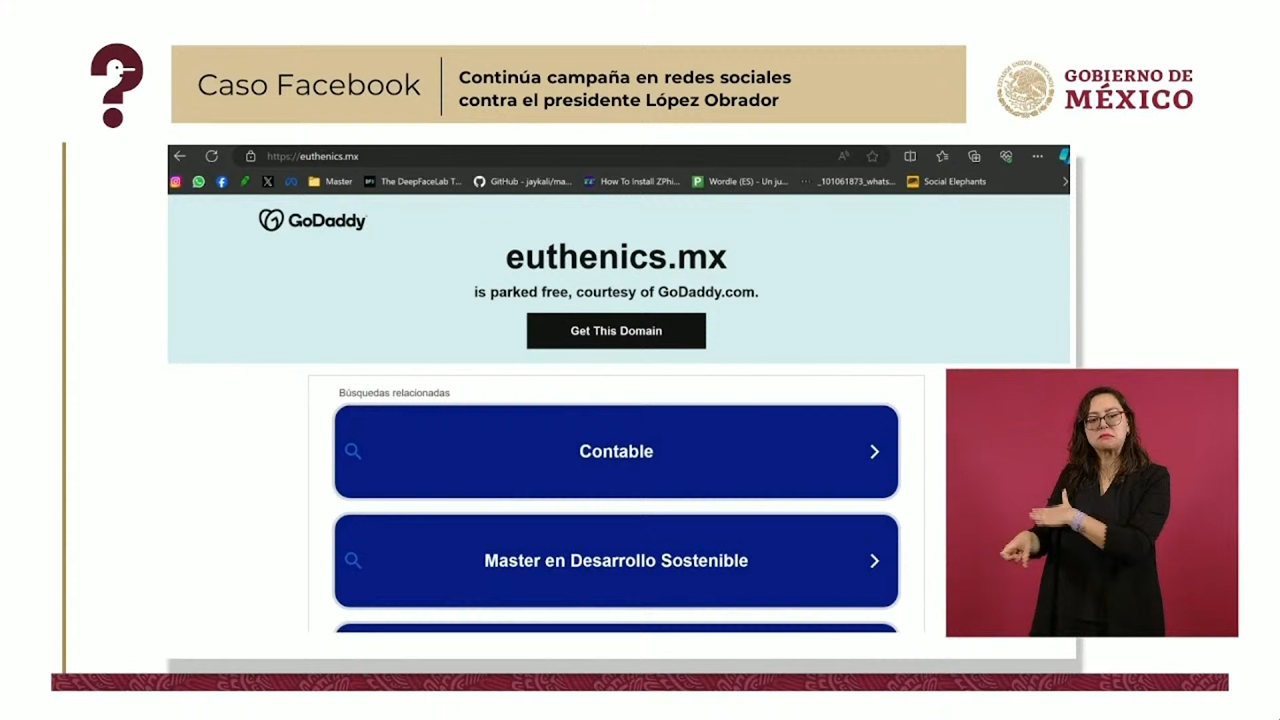 Caso Facebook
Continúa campaña en redes sociales
contra el presidente López Obrador
GOBIERNO DE
MÉXICO
https://euthenics.mx
Master
The DeepFaceLab T...
GitHub - jaykali/ma...
How To Install ZPhi...
Wordle (ES) - Un ju...
_101061873_whats...
Social Elephants
GoDaddy
euthenics.mx
is parked free, courtesy of GoDaddy.com.
Get This Domain
Búsquedas relacionadas
Contable
Master en Desarrollo Sostenible